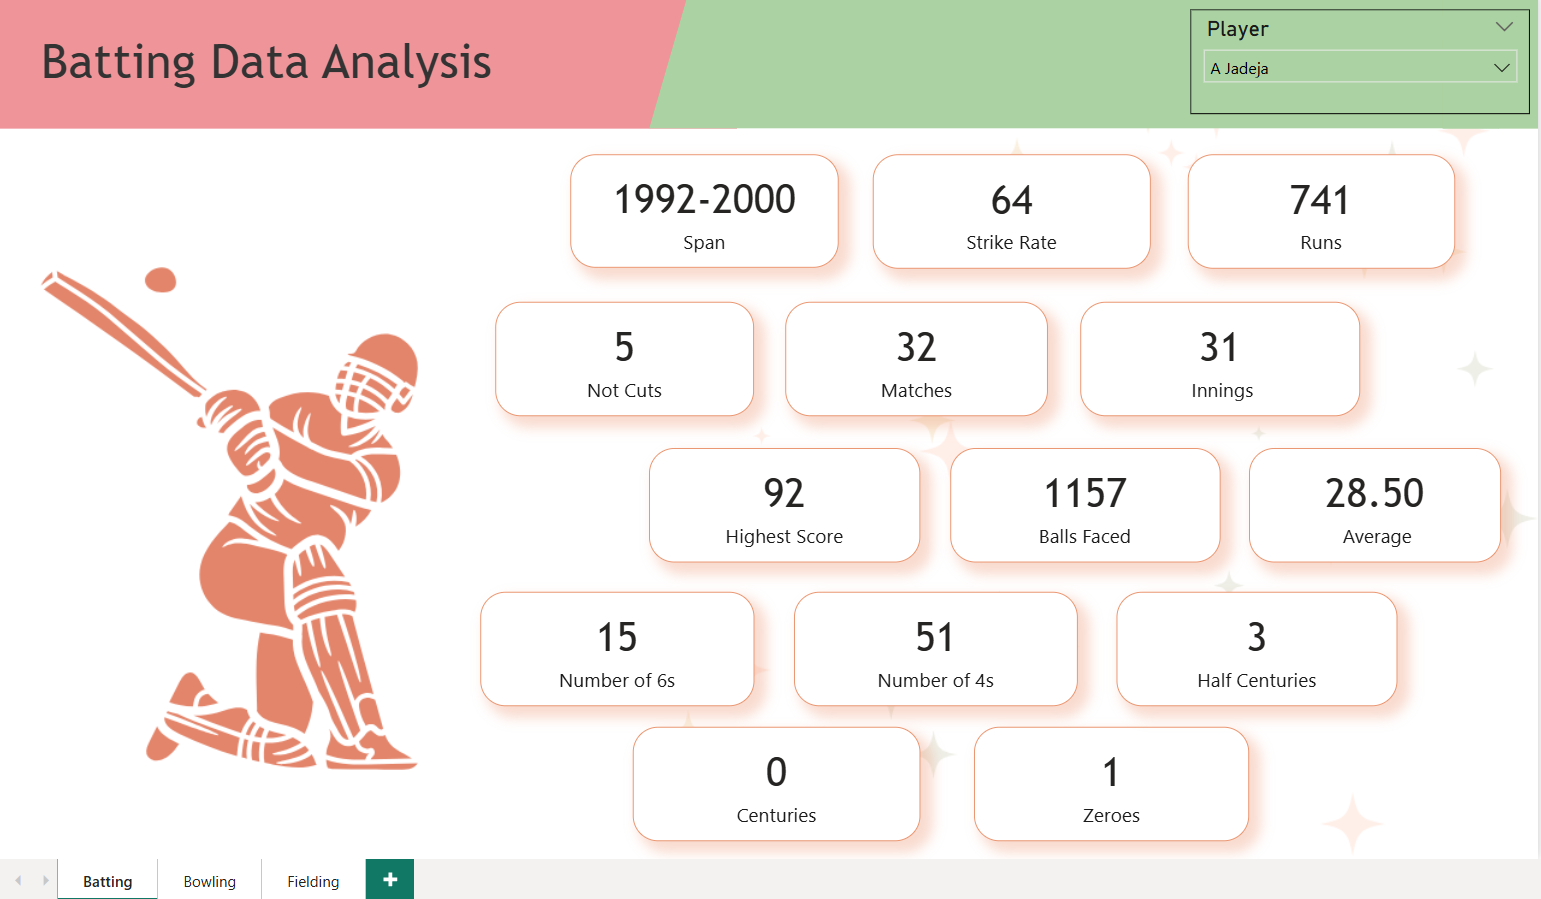 Batting Data Analysis
Player
A Jadeja
1992-2000
Span
64
Strike Rate
741
Runs
5
Not Cuts
32
Matches
31
Innings
92
Highest Score
1157
Balls Faced
28.50
Average
15
Number of 6s
51
Number of 4s
3
Half Centuries
0
Centuries
1
Zeroes
Batting
Bowling
Fielding
+